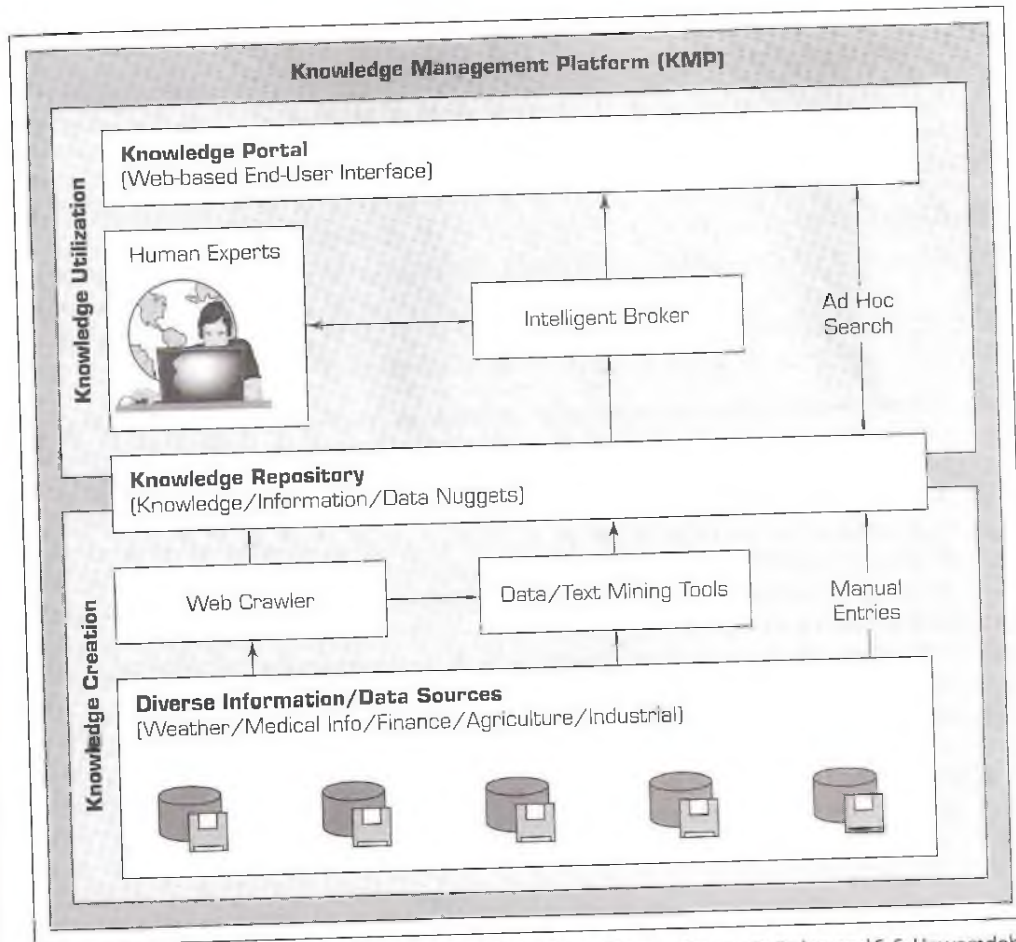 Knowledge Management Platform (KMP)
Knowledge Utilization
Knowledge Portal
(Web-based End-User Interface)
Human Experts
Intelligent Broker
Ad Hoc
Search
Knowledge Repository
(Knowledge/Information/Data Nuggets)
Knowledge Creation
Web Crawler
Data/Text Mining Tools
Manual
Entries
Diverse Information/Data Sources
(Weather/Medical Info/Finance/Agriculture/Industrial)